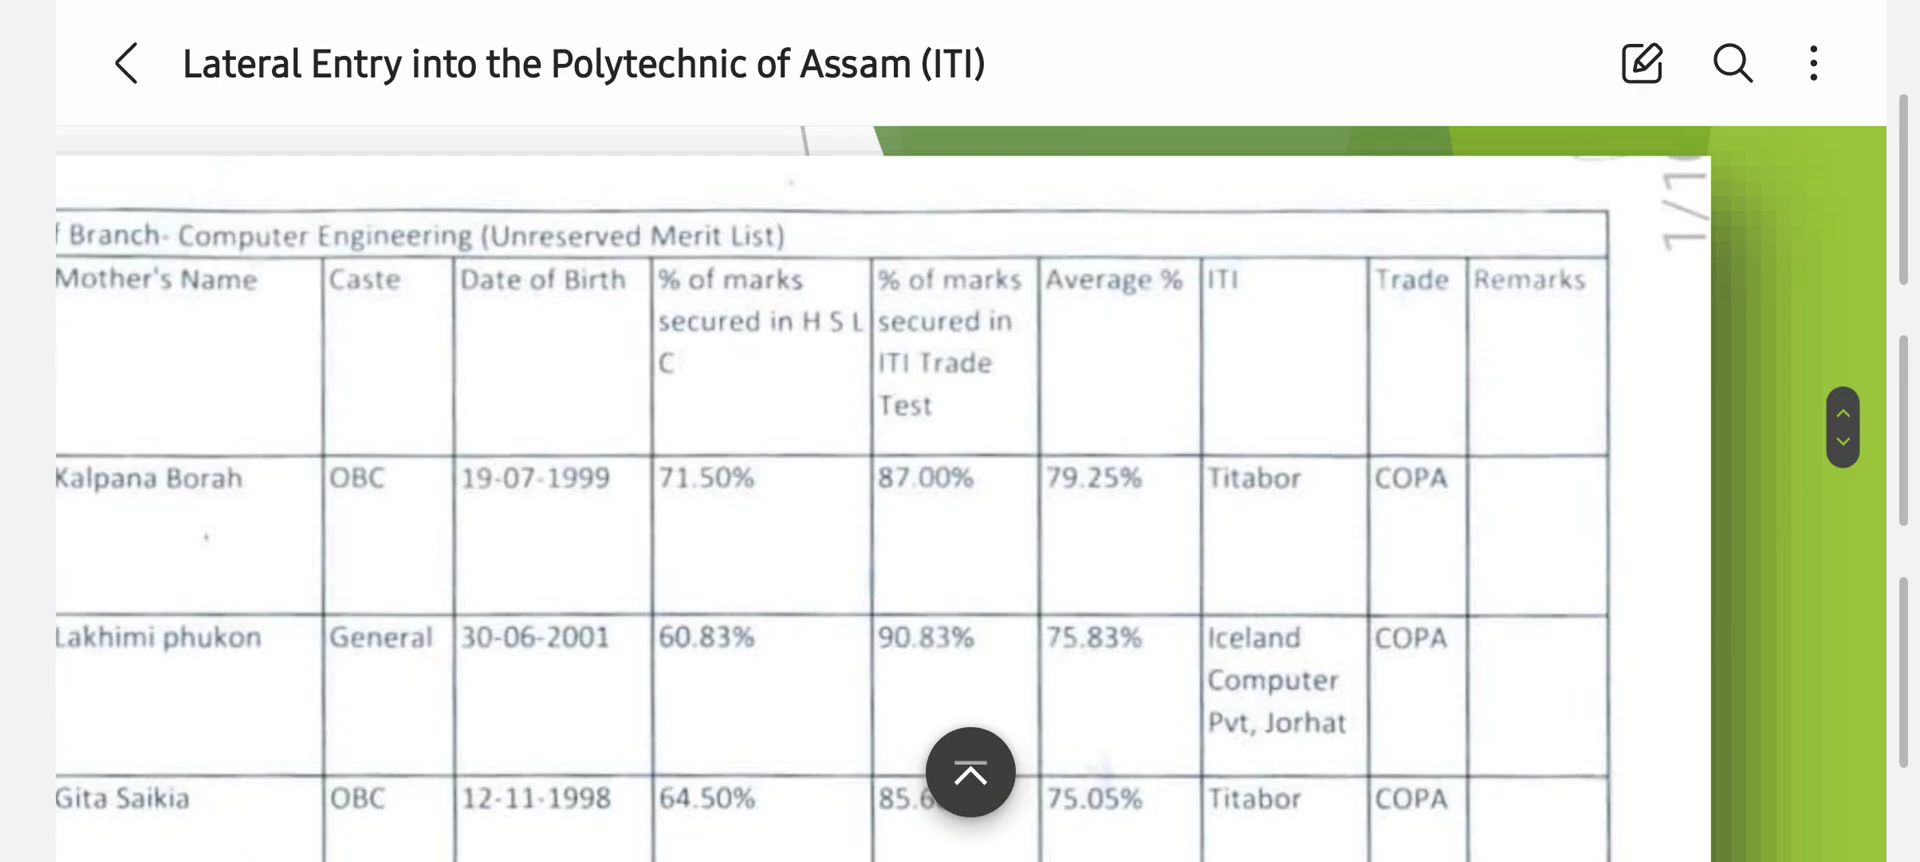 Lateral Entry into the Polytechnic of Assam (ITI)
Branch- Computer Engineering (Unreserved Merit List)
Mother's Name Caste Date of Birth % of marks secured in H S L C % of marks secured in ITI Trade Test Average % ITI Trade Remarks
Kalpana Borah OBC 19-07-1999 71.50% 87.00% 79.25% Titabor COPA
Lakhimi phukon General 30-06-2001 60.83% 90.83% 75.83% Iceland Computer Pvt, Jorhat COPA
Gita Saikia OBC 12-11-1998 64.50% 75.05% Titabor COPA